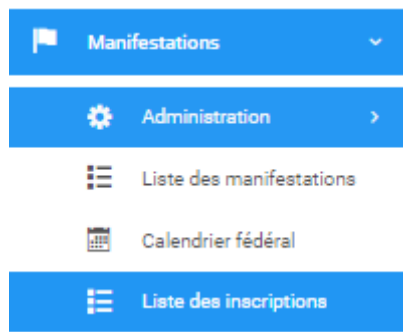 Manifestations
Administration
Liste des manifestations
Calendrier fédéral
Liste des inscriptions